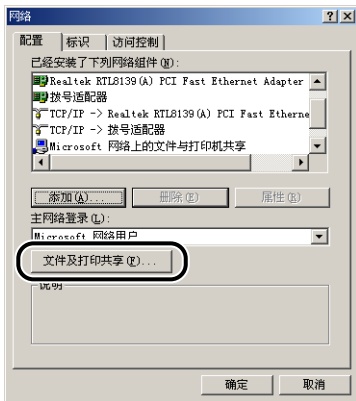 网络
配置 标识 访问控制
已经安装了下列网络组件(N):
Realtek RTL8139(A) PCI Fast Ethernet Adapter
拨号适配器
TCP/IP -> Realtek RTL8139(A) PCI Fast Etherne
TCP/IP -> 拨号适配器
Microsoft 网络上的文件与打印机共享
添加(A)... 删除(E) 属性(R)
主网络登录(L):
Microsoft 网络用户
文件及打印共享(F)...
说明
确定 取消